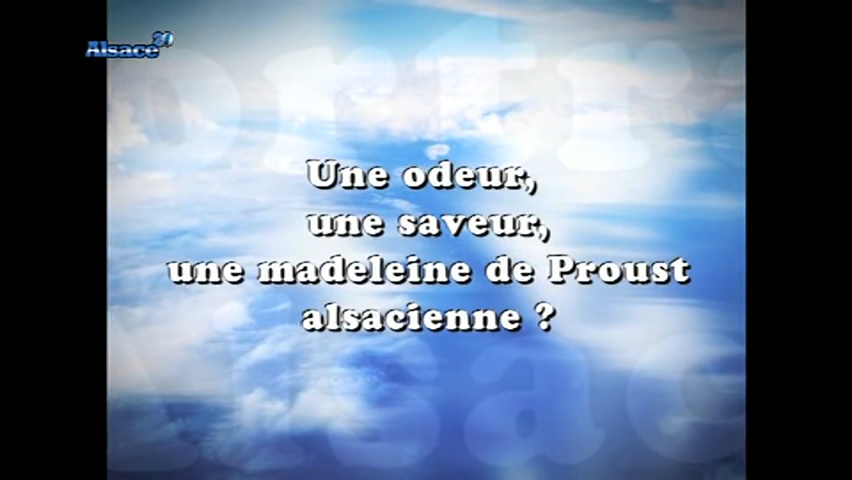 Alsace 20
Une odeur,
une saveur,
une madeleine de Proust
alsacienne ?